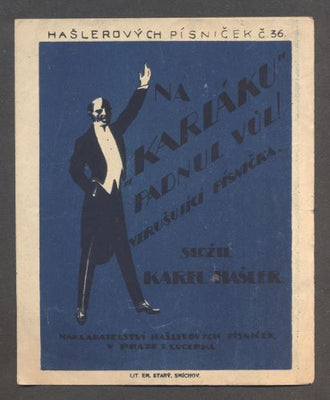 HAŠLEROVÝCH PÍSNIČEK Č. 36.
NA
„KARLÁKU"
PADNUL VŮL!
VZRUŠUJÍCÍ PÍSNIČKA.
SLOŽIL
KAREL HAŠLER
NAKLADATELSTVÍ HAŠLEROVÝCH PÍSNIČEK
V PRAZE LUCERNA
LIT. EM. STARÝ, SMÍCHOV.